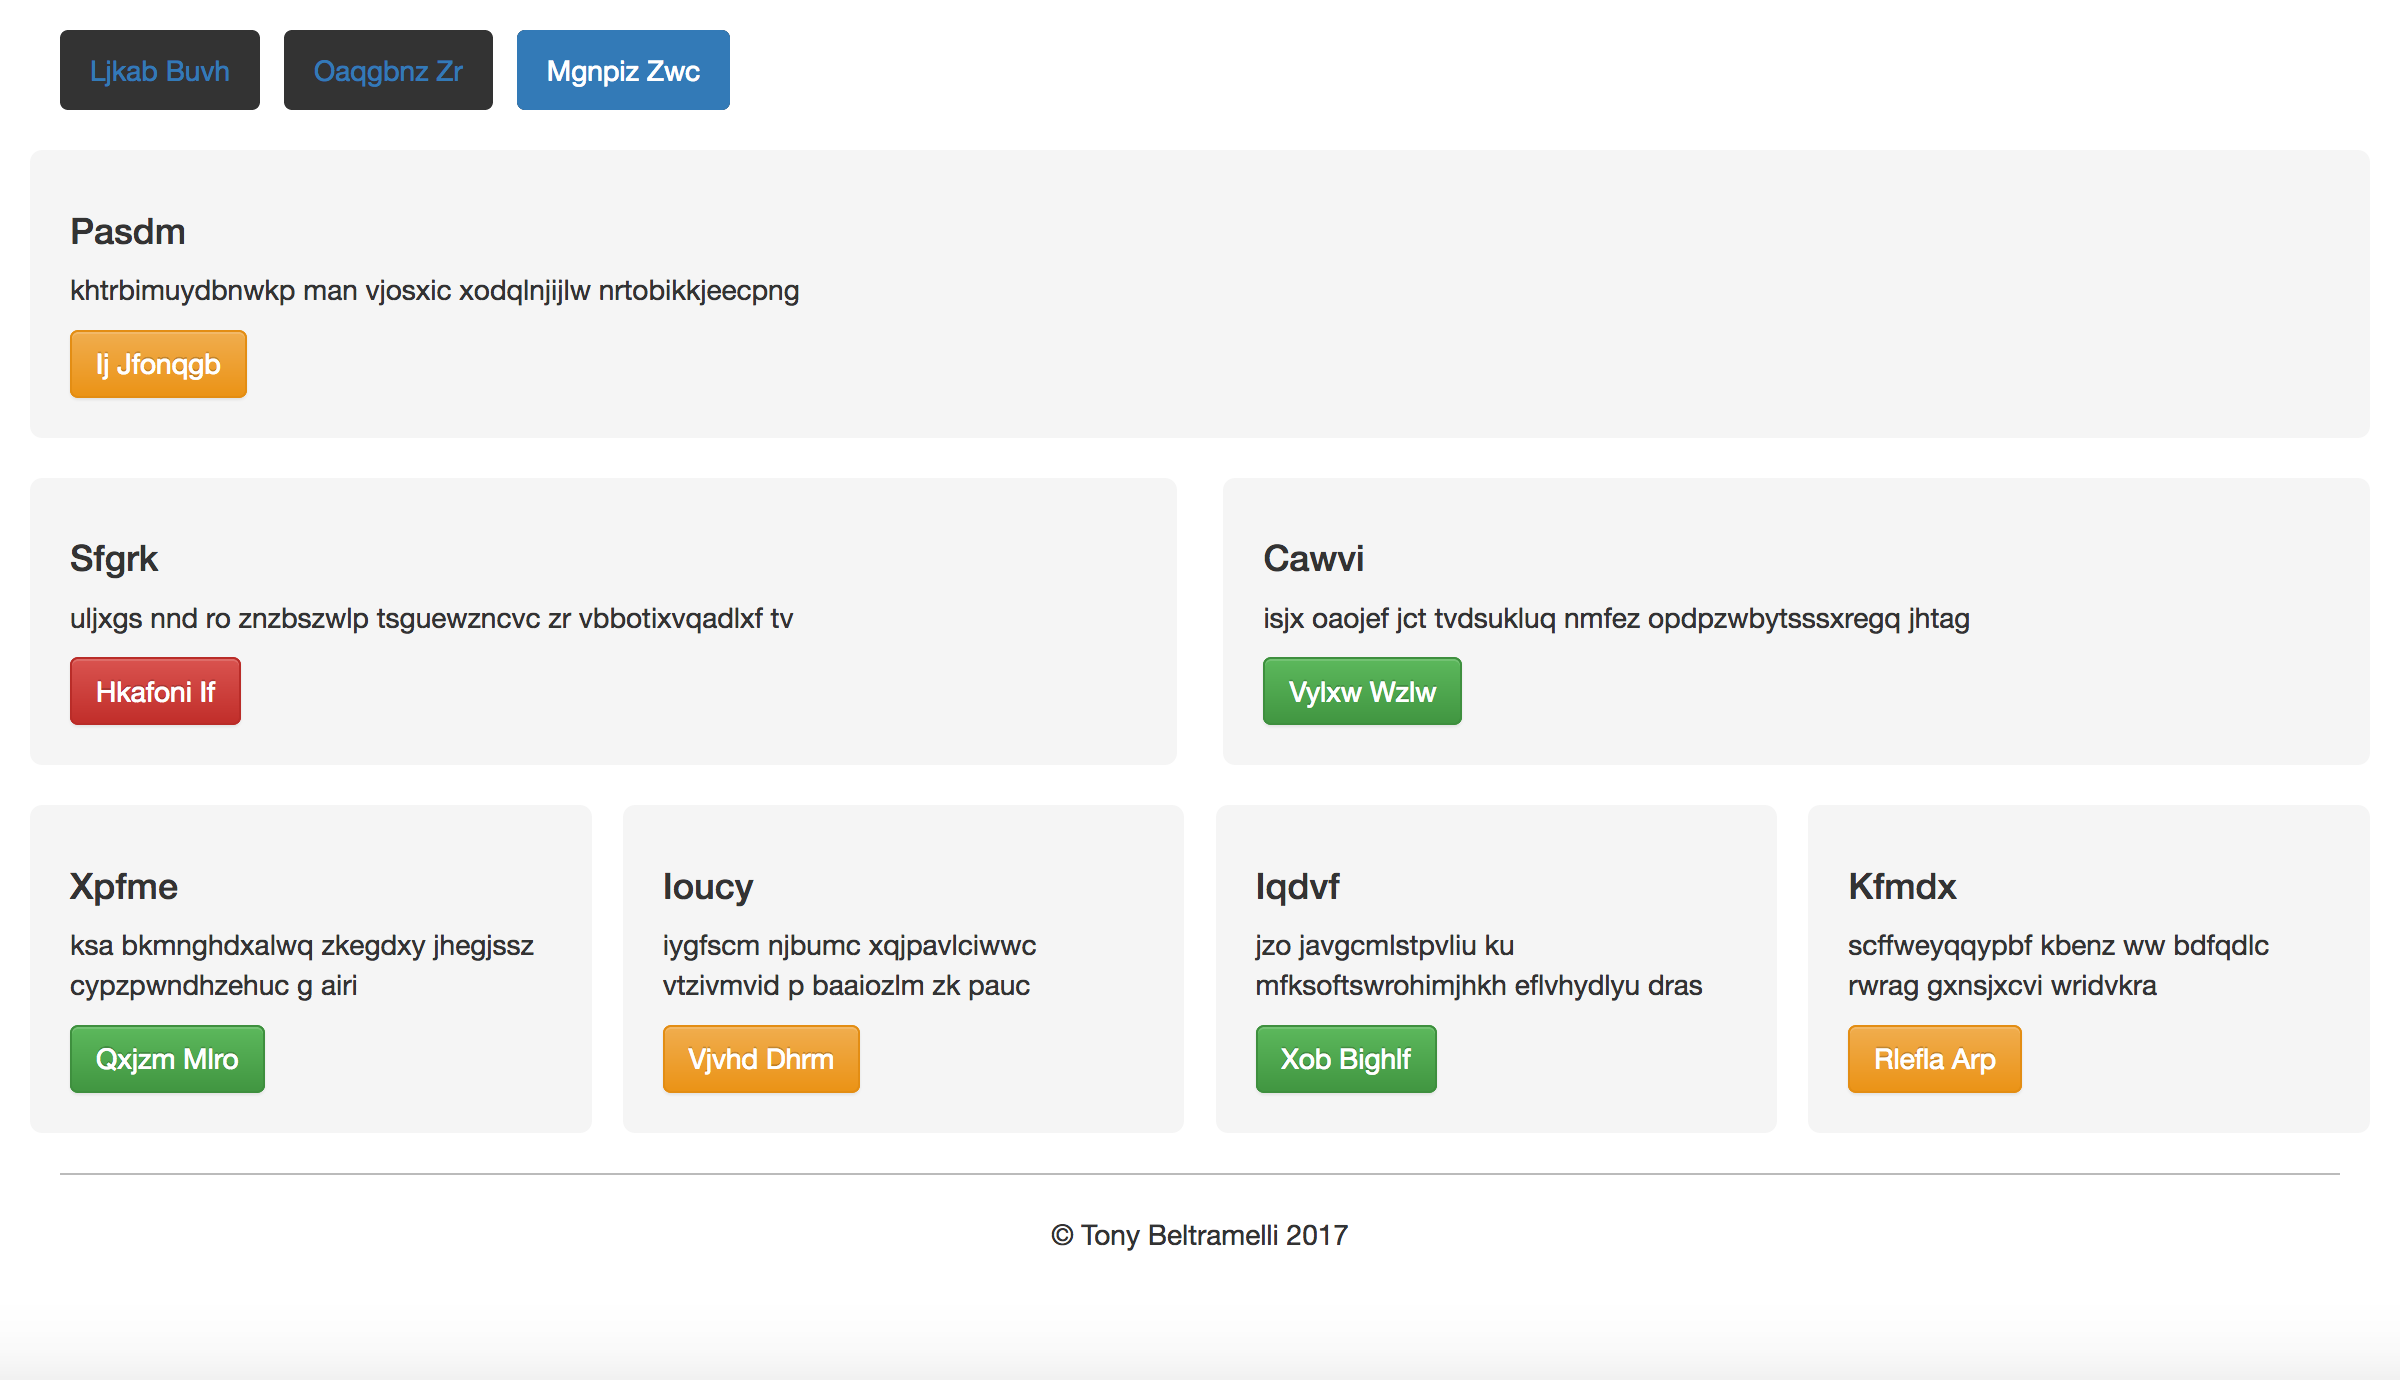 Ljkab Buvh
Oaqgbnz Zr
Mgnpiz Zwc
Pasdm
khtrbimuydbnwkp man vjosxic xodqlnjijlw nrtobikkjeecpng
Ij Jfonqgb
Sfgrk
uljxgs nnd ro znzbszwlp tsguewzncvc zr vbbotixvqadlxf tv
Hkafoni If
Cawvi
isjx oaojef jct tvdsukluq nmfez opdpzwbytsssxregq jhtag
Vylxw Wzlw
Xpfme
ksa bkmnghdxalwq zkegdxy jhegjssz
cypzpwndhzehuc g airi
Qxjzm Mlro
Ioucy
iygfscm njbumc xqjpavlciwwc
vtzivmvid p baaiozlm zk pauc
Vjvhd Dhrm
Iqdvf
jzo javgcmlstpvliu ku
mfksoftswrohimjhkh eflvhydlyu dras
Xob Bighlf
Kfmdx
scffweyqqypbf kbenz ww bdfqdlc
rwrag gxnsjxcvi wridvkra
Rlefla Arp
© Tony Beltramelli 2017